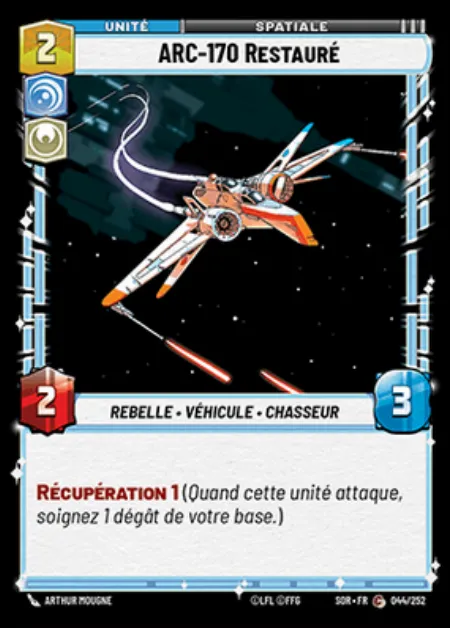 UNITÉ
SPATIALE
2
ARC-170 RESTAURÉ
2
REBELLE • VÉHICULE • CHASSEUR
3
RÉCUPÉRATION 1 (Quand cette unité attaque,
soignez 1 dégât de votre base.)
ARTHUR MOUGNE
©LFL ©FFG
SOR • FR C 044/252